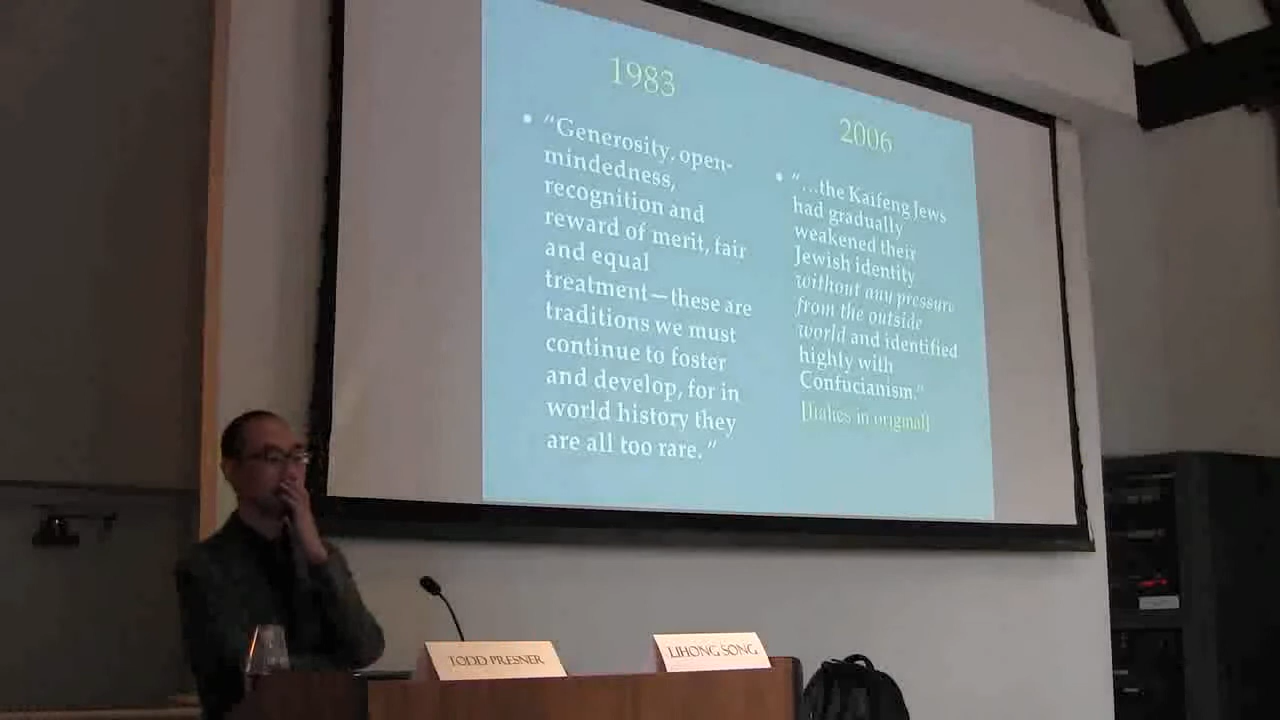 1983
• “Generosity, open-
mindedness,
recognition and
reward of merit, fair
and equal
treatment—these are
traditions we must
continue to foster
and develop, for in
world history they
are all too rare.”
2006
• “…the Kaifeng Jews
had gradually
weakened their
Jewish identity
without any pressure
from the outside
world and identified
highly with
Confucianism.”
[Italics in original]
TODD PRESNER
LIHONG SONG